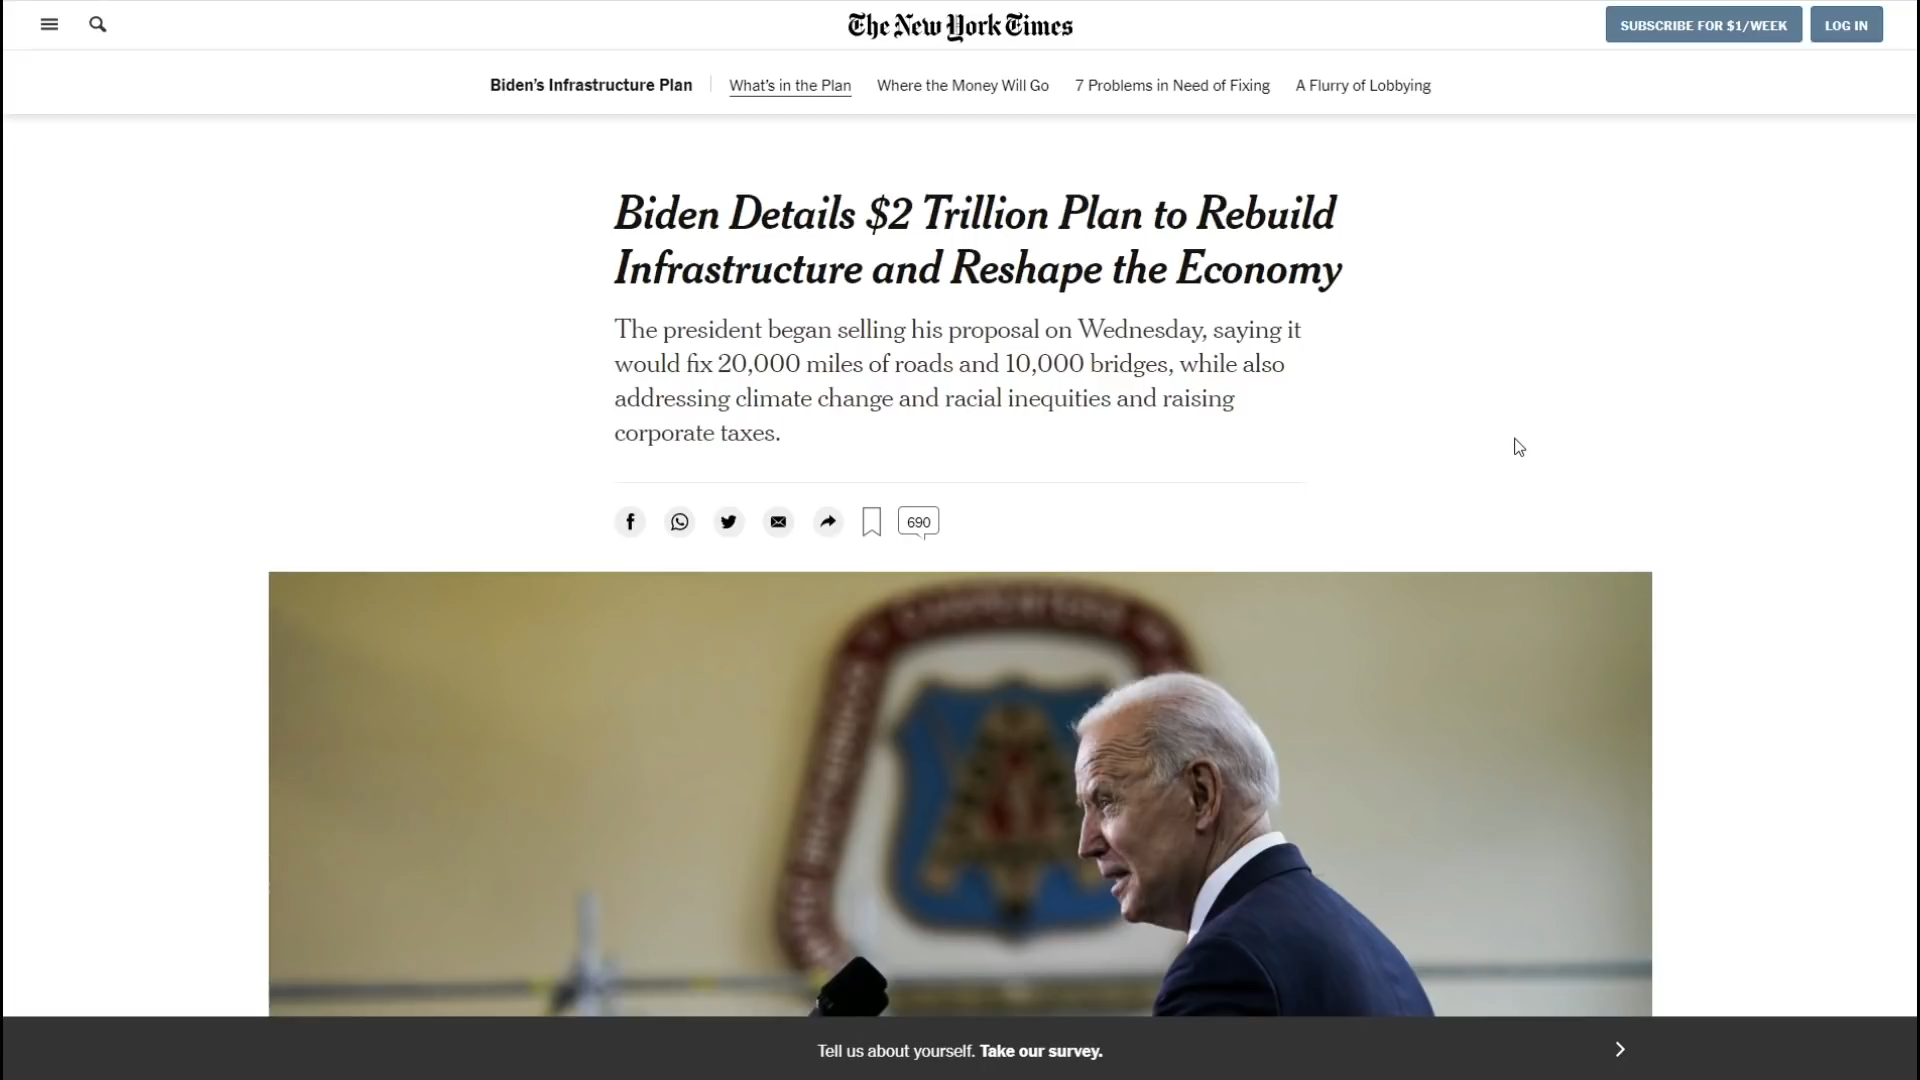 The New York Times
SUBSCRIBE FOR $1/WEEK
LOG IN
Biden's Infrastructure Plan
What's in the Plan
Where the Money Will Go
7 Problems in Need of Fixing
A Flurry of Lobbying
Biden Details $2 Trillion Plan to Rebuild
Infrastructure and Reshape the Economy
The president began selling his proposal on Wednesday, saying it
would fix 20,000 miles of roads and 10,000 bridges, while also
addressing climate change and racial inequities and raising
corporate taxes.
690
Tell us about yourself. Take our survey.